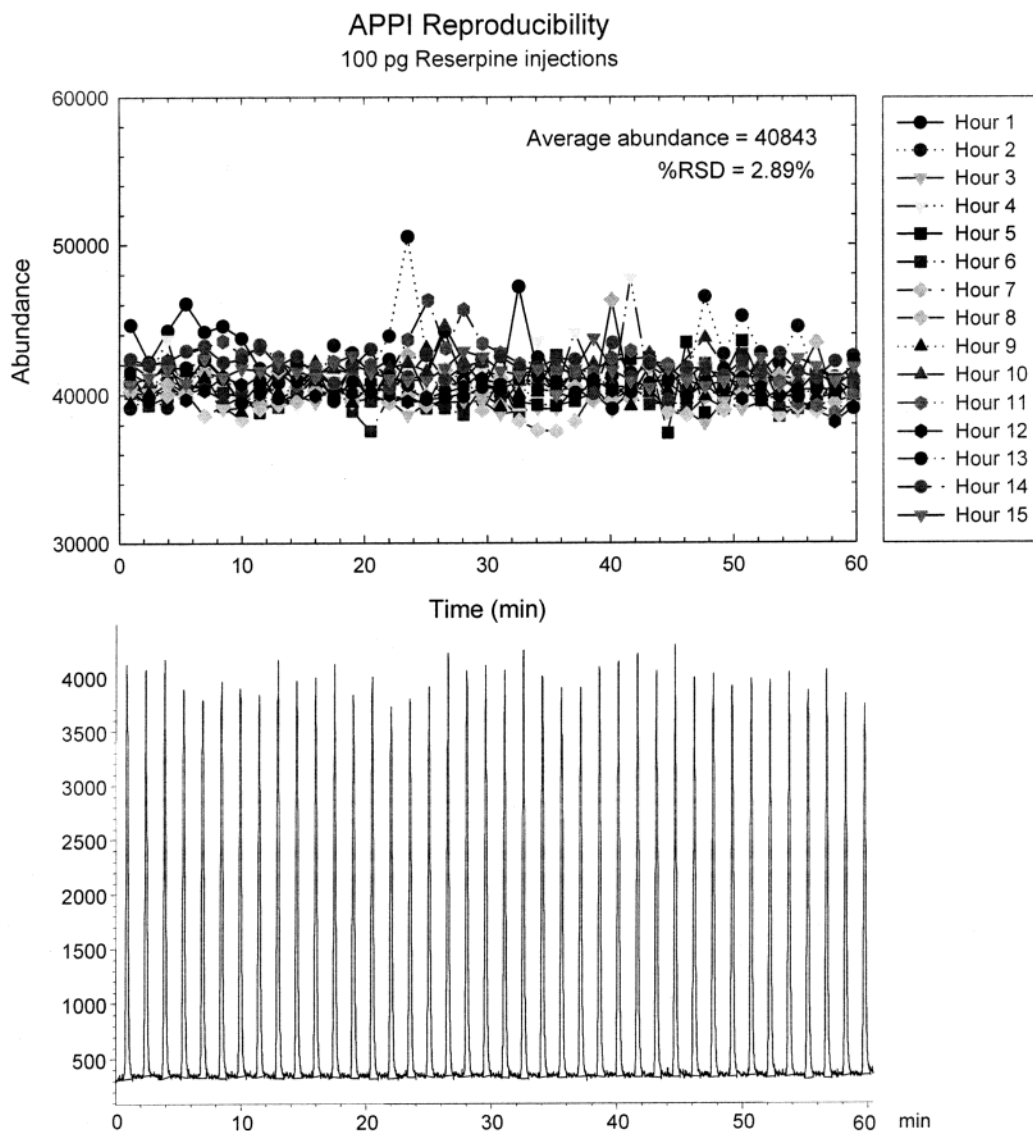 APPI Reproducibility
100 pg Reserpine injections
Average abundance = 40843
%RSD = 2.89%
Abundance
60000
50000
40000
30000
0 10 20 30 40 50 60
Time (min)
Hour 1
Hour 2
Hour 3
Hour 4
Hour 5
Hour 6
Hour 7
Hour 8
Hour 9
Hour 10
Hour 11
Hour 12
Hour 13
Hour 14
Hour 15
4000
3500
3000
2500
2000
1500
1000
500
0 10 20 30 40 50 60 min